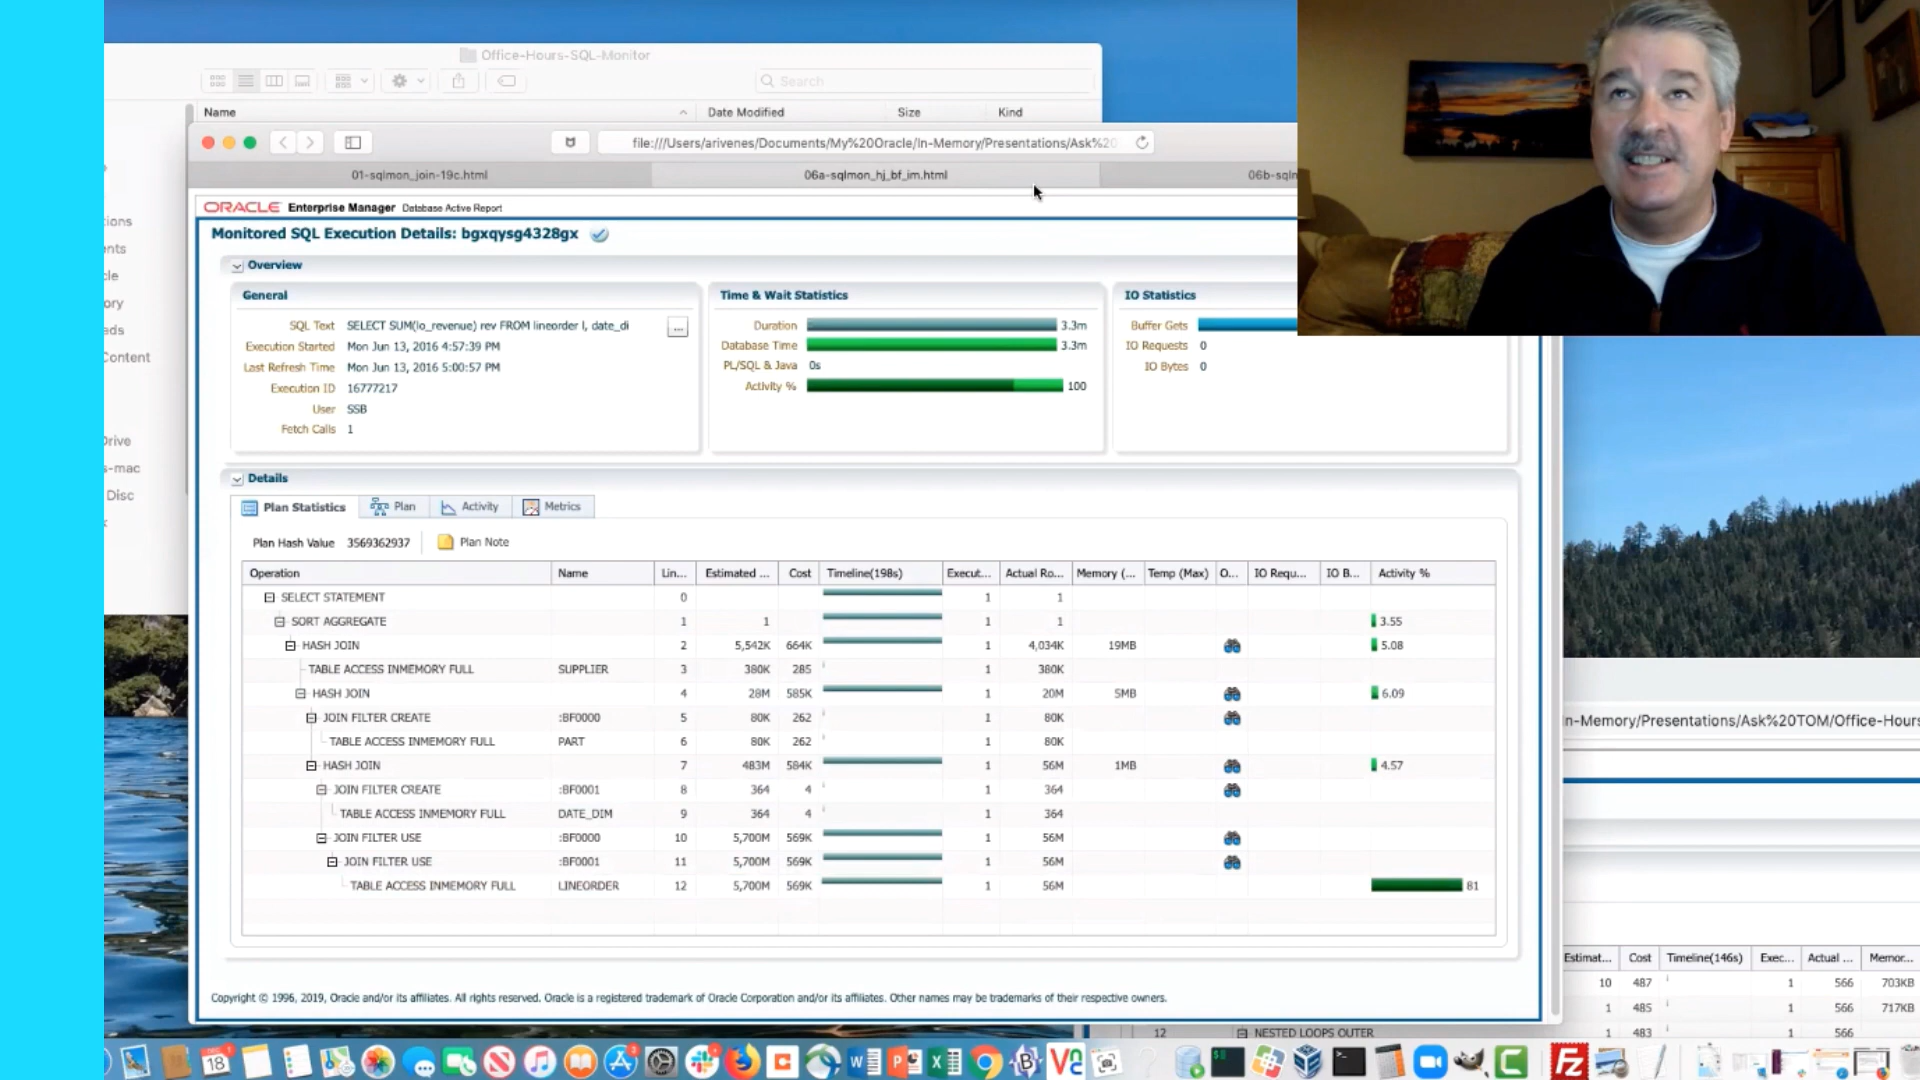 Office-Hours-SQL-Monitor
Search
Name Date Modified Size Kind
file:///Users/arivenes/Documents/My%20Oracle/In-Memory/Presentations/Ask%20
01-sqlmon_join-19c.html 06a-sqlmon_hj_bf_im.html 06b-sqln
ORACLE Enterprise Manager Database Active Report
Monitored SQL Execution Details: bgxqysg4328gx
Overview
General
SQL Text SELECT SUM(lo_revenue) rev FROM lineorder l, date_di ...
Execution Started Mon Jun 13, 2016 4:57:39 PM
Last Refresh Time Mon Jun 13, 2016 5:00:57 PM
Execution ID 16777217
User SSB
Fetch Calls 1
Time & Wait Statistics
Duration 3.3m
Database Time 3.3m
PL/SQL & Java 0s
Activity % 100
IO Statistics
Buffer Gets
IO Requests 0
IO Bytes 0
Details
Plan Statistics Plan Activity Metrics
Plan Hash Value 3569362937 Plan Note
Operation Name Lin... Estimated ... Cost Timeline(198s) Execut... Actual Ro... Memory (... Temp (Max) O... IO Requ... IO B... Activity %
SELECT STATEMENT 0 1 1
SORT AGGREGATE 1 1 1 1 3.55
HASH JOIN 2 5,542K 664K 1 4,034K 19MB 5.08
TABLE ACCESS INMEMORY FULL SUPPLIER 3 380K 285 1 380K
HASH JOIN 4 28M 585K 1 20M 5MB 6.09
JOIN FILTER CREATE :BF0000 5 80K 262 1 80K
TABLE ACCESS INMEMORY FULL PART 6 80K 262 1 80K
HASH JOIN 7 483M 584K 1 56M 1MB 4.57
JOIN FILTER CREATE :BF0001 8 364 4 1 364
TABLE ACCESS INMEMORY FULL DATE_DIM 9 364 4 1 364
JOIN FILTER USE :BF0000 10 5,700M 569K 1 56M
JOIN FILTER USE :BF0001 11 5,700M 569K 1 56M
TABLE ACCESS INMEMORY FULL LINEORDER 12 5,700M 569K 1 56M 81
Copyright © 1996, 2019, Oracle and/or its affiliates. All rights reserved. Oracle is a registered trademark of Oracle Corporation and/or its affiliates. Other names may be trademarks of their respective owners.
ions
nts
cle
ory
ads
Content
Drive
s-mac
Disc
n-Memory/Presentations/Ask%20TOM/Office-Hours
Estimat... Cost Timeline(146s) Exec... Actual ... Memor...
10 487 1 566 703KB
1 485 1 566 717KB
12 NESTED LOOPS OUTER 1 483 1 566
18